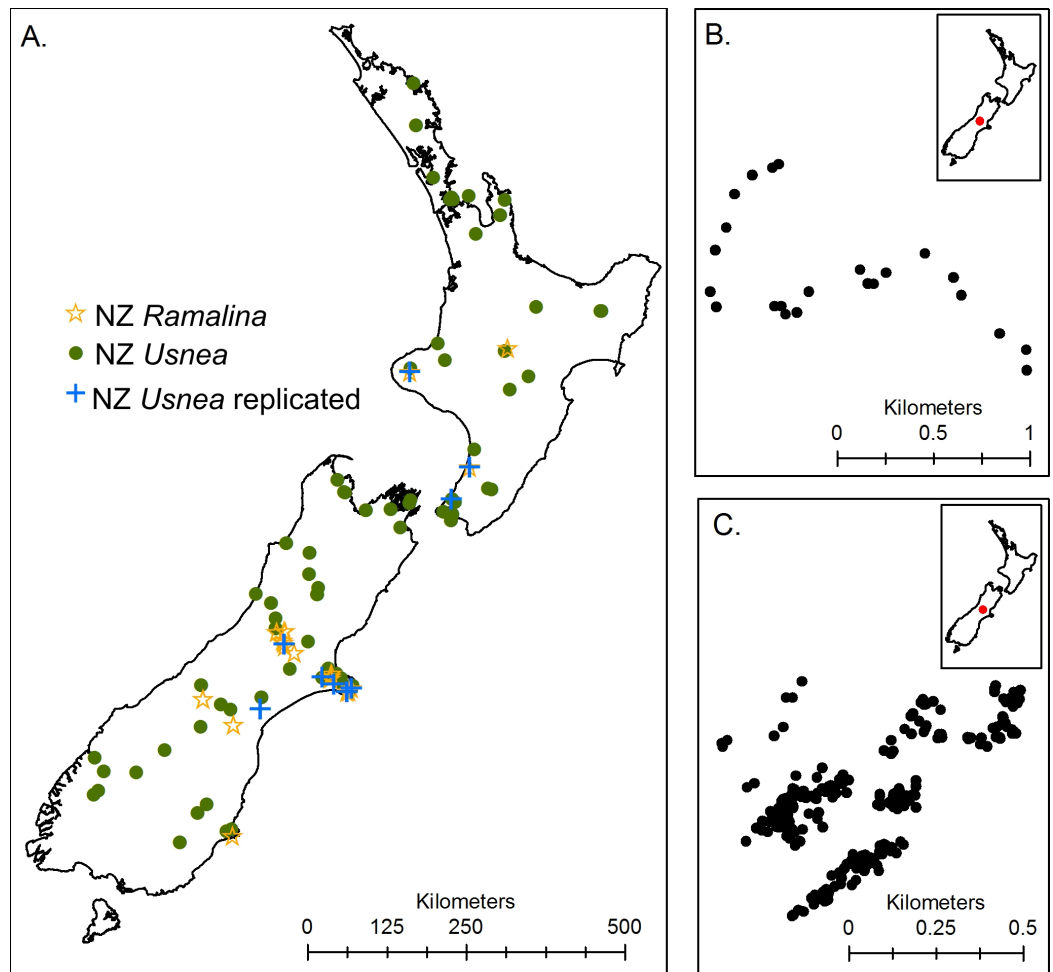 A.
NZ Ramalina
NZ Usnea
NZ Usnea replicated
Kilometers
0 125 250 500
B.
Kilometers
0 0.5 1
C.
Kilometers
0 0.25 0.5